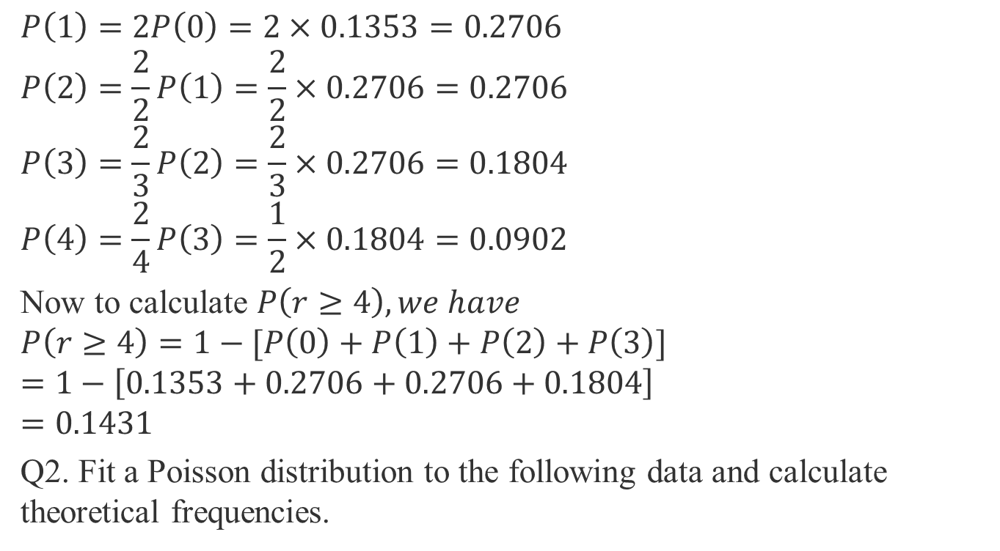 P(1) = 2P(0) = 2 × 0.1353 = 0.2706
P(2) = 2/2 P(1) = 2/2 × 0.2706 = 0.2706
P(3) = 2/3 P(2) = 2/3 × 0.2706 = 0.1804
P(4) = 2/4 P(3) = 1/2 × 0.1804 = 0.0902
Now to calculate P(r ≥ 4), we have
P(r ≥ 4) = 1 − [P(0) + P(1) + P(2) + P(3)]
= 1 − [0.1353 + 0.2706 + 0.2706 + 0.1804]
= 0.1431
Q2. Fit a Poisson distribution to the following data and calculate
theoretical frequencies.